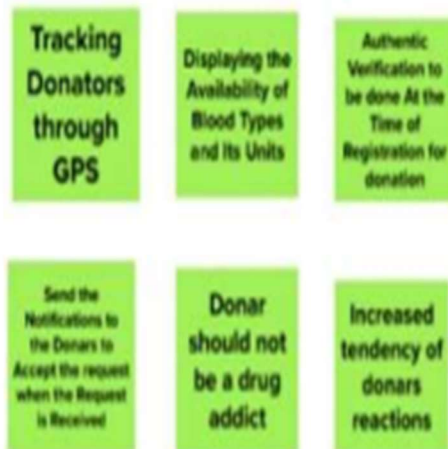 Tracking
Donators
through
GPS
Displaying the
Availability of
Blood Types
and Its Units
Authentic
Verification to
be done At the
Time of
Registration for
donation
Send the
Notifications to
the Donars to
Accept the request
when the Request
is Received
Donar
should not
be a drug
addict
Increased
tendency of
donars
reactions